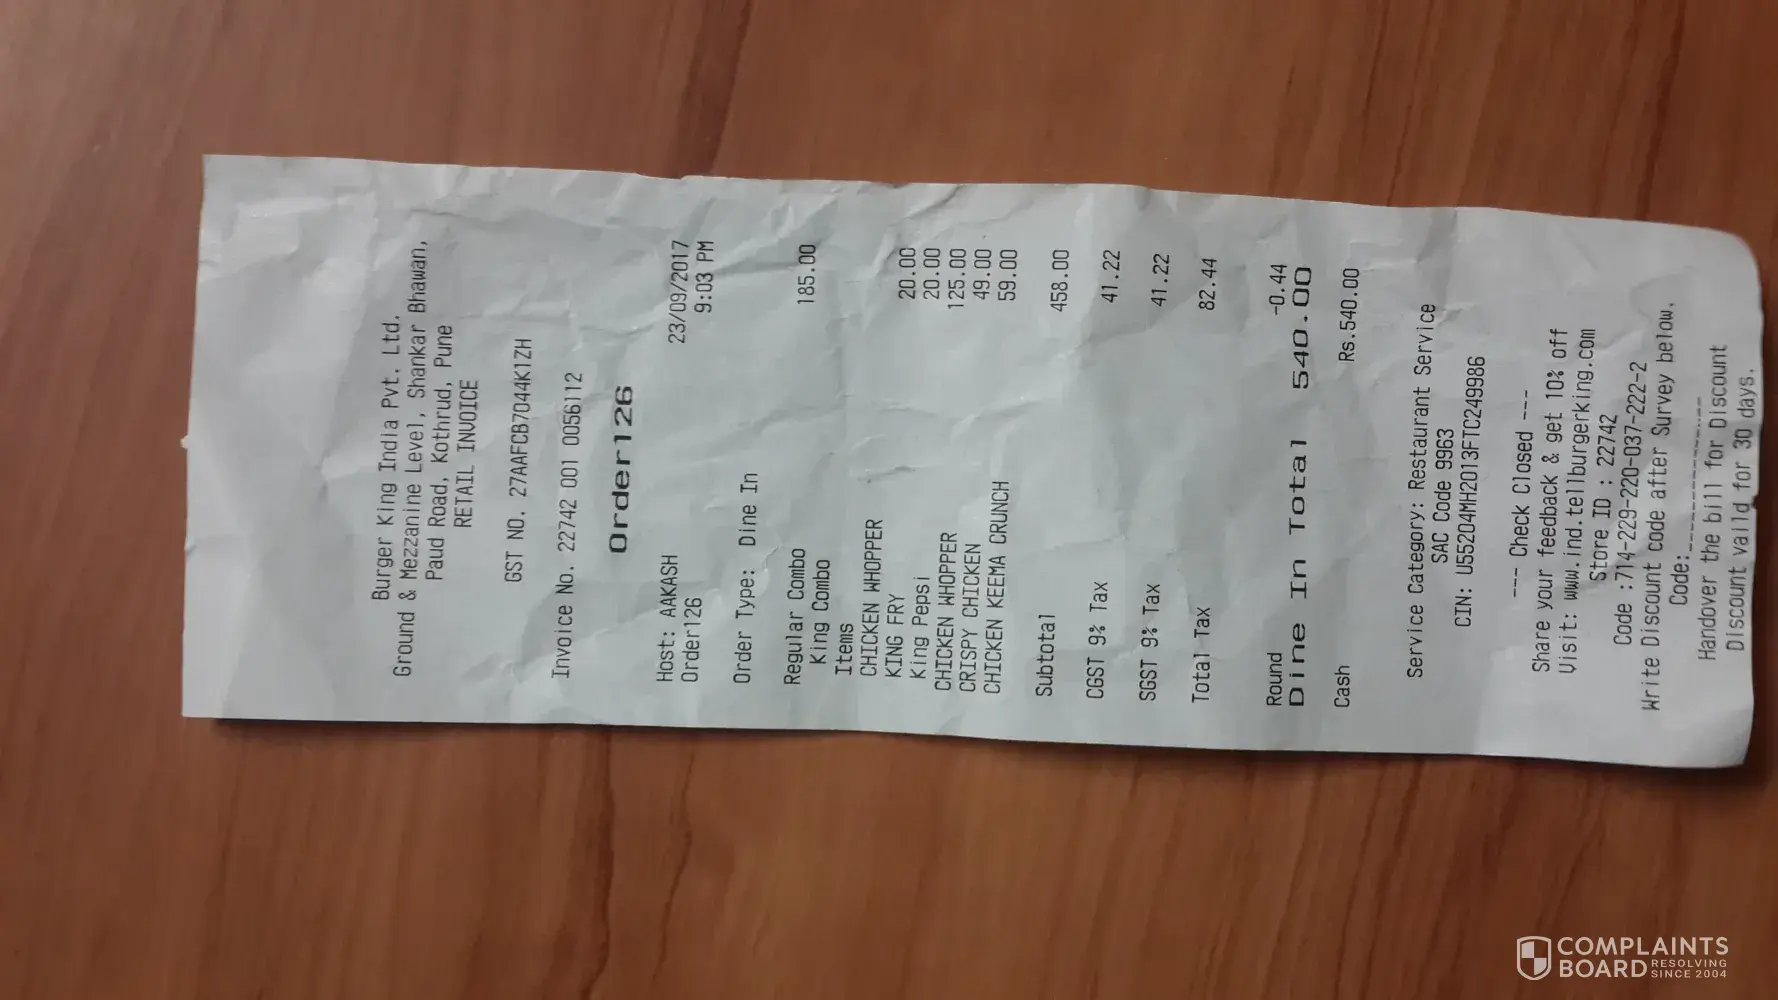 Burger King India Pvt. Ltd.
Ground & Mezzanine Level, Shankar Bhawan,
Paud Road, Kothrud, Pune
RETAIL INVOICE
GST NO. 27AAFCB7044K1ZH
Invoice No. 22742 001 0056112
Order126
Host: AAKASH 23/09/2017
Order126 9:03 PM
Order Type: Dine In
Regular Combo 185.00
King Combo
Items
CHICKEN WHOPPER
KING FRY 20.00
King Pepsi 20.00
CHICKEN WHOPPER 125.00
CRISPY CHICKEN 49.00
CHICKEN KEEMA CRUNCH 59.00
Subtotal 458.00
CGST 9% Tax 41.22
SGST 9% Tax 41.22
Total Tax 82.44
Round -0.44
Dine In Total 540.00
Cash Rs.540.00
Service Category: Restaurant Service
SAC Code 9963
CIN: U55204MH2013FTC249986
--- Check Closed ---
Share your feedback & get 10% off
Visit: www.ind.tellburgerking.com
Store ID : 22742
Code :714-229-220-037-222-2
Write Discount code after Survey below.
Code:_______________
Handover the bill for Discount
Discount valid for 30 days.
COMPLAINTS
BOARD RESOLVING
SINCE 2004